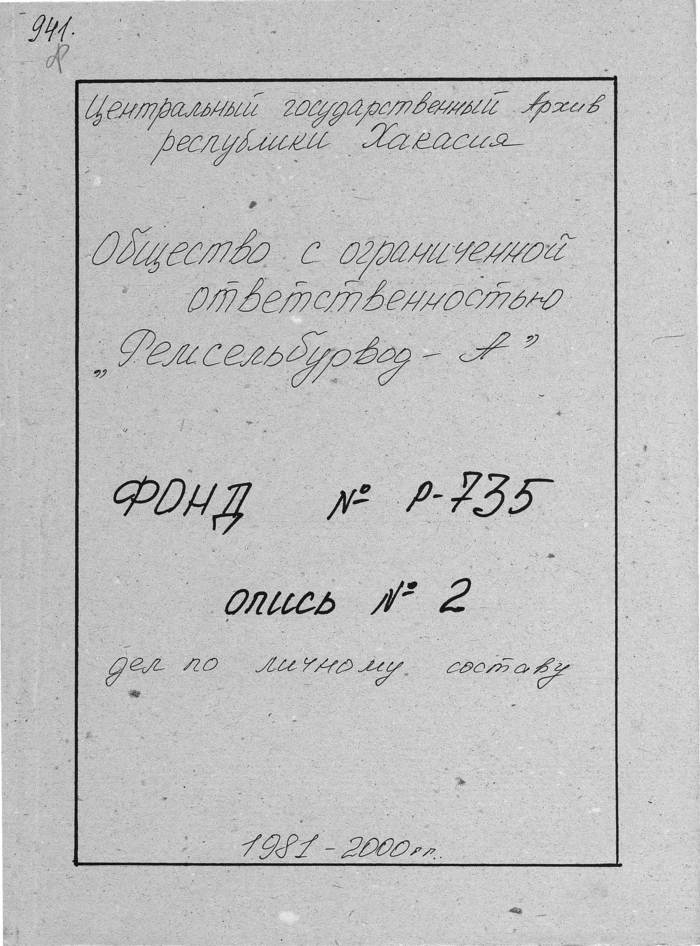 941.
Центральный государственный Архив
республики Хакасия
Общество с ограниченной
ответственностью
„Ремсельбурвод - А"
ФОНД № Р-735
опись № 2
дел по личному составу
1981 - 2000 г.г.